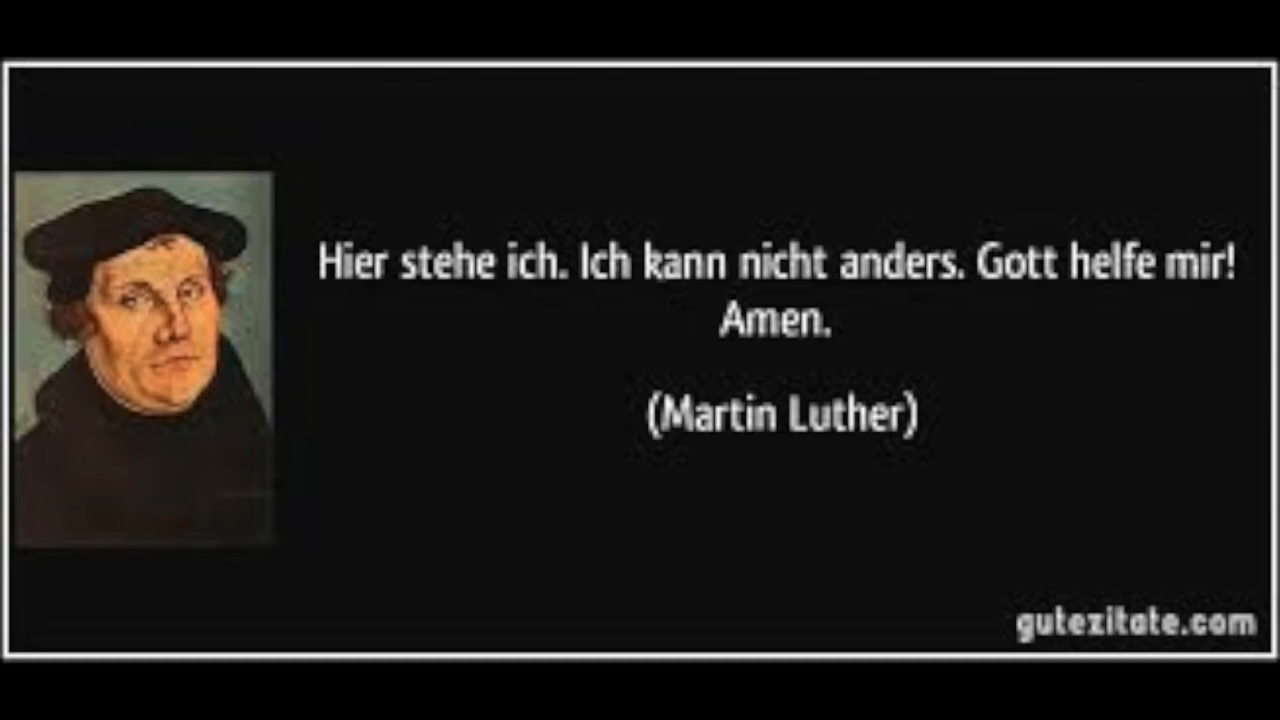 Hier stehe ich. Ich kann nicht anders. Gott helfe mir!
Amen.
(Martin Luther)
gutezitate.com